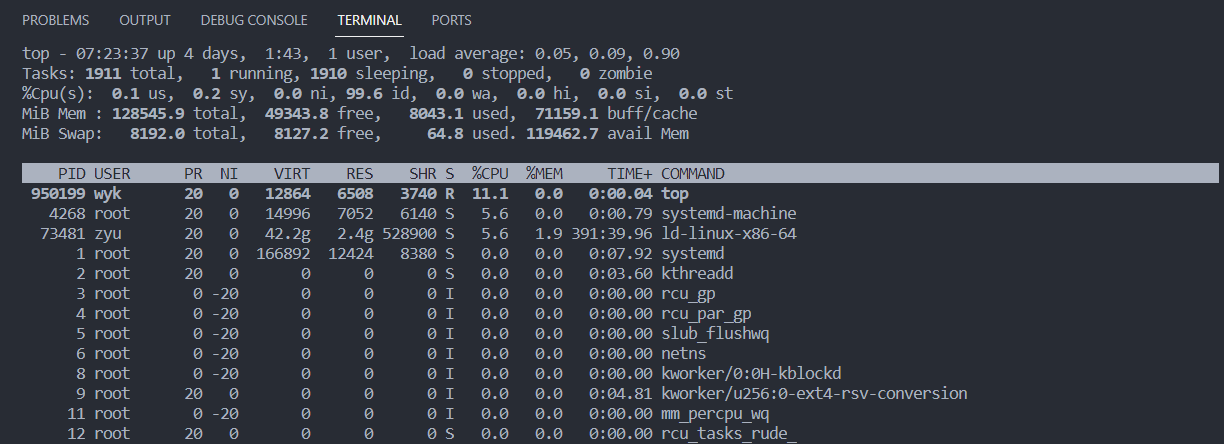 PROBLEMS OUTPUT DEBUG CONSOLE TERMINAL PORTS
top - 07:23:37 up 4 days,  1:43,  1 user,  load average: 0.05, 0.09, 0.90
Tasks: 1911 total,   1 running, 1910 sleeping,   0 stopped,   0 zombie
%Cpu(s):  0.1 us,  0.2 sy,  0.0 ni, 99.6 id,  0.0 wa,  0.0 hi,  0.0 si,  0.0 st
MiB Mem : 128545.9 total,  49343.8 free,   8043.1 used,  71159.1 buff/cache
MiB Swap:   8192.0 total,   8127.2 free,     64.8 used. 119462.7 avail Mem
    PID USER      PR  NI    VIRT    RES    SHR S  %CPU  %MEM     TIME+ COMMAND
 950199 wyk       20   0   12864   6508   3740 R  11.1   0.0   0:00.04 top
   4268 root      20   0   14996   7052   6140 S   5.6   0.0   0:00.79 systemd-machine
  73481 zyu       20   0   42.2g   2.4g 528900 S   5.6   1.9 391:39.96 ld-linux-x86-64
      1 root      20   0  166892  12424   8380 S   0.0   0.0   0:07.92 systemd
      2 root      20   0       0      0      0 S   0.0   0.0   0:03.60 kthreadd
      3 root       0 -20       0      0      0 I   0.0   0.0   0:00.00 rcu_gp
      4 root       0 -20       0      0      0 I   0.0   0.0   0:00.00 rcu_par_gp
      5 root       0 -20       0      0      0 I   0.0   0.0   0:00.00 slub_flushwq
      6 root       0 -20       0      0      0 I   0.0   0.0   0:00.00 netns
      8 root       0 -20       0      0      0 I   0.0   0.0   0:00.00 kworker/0:0H-kblockd
      9 root      20   0       0      0      0 I   0.0   0.0   0:04.81 kworker/u256:0-ext4-rsv-conversion
     11 root       0 -20       0      0      0 I   0.0   0.0   0:00.00 mm_percpu_wq
     12 root      20   0       0      0      0 S   0.0   0.0   0:00.00 rcu_tasks_rude_